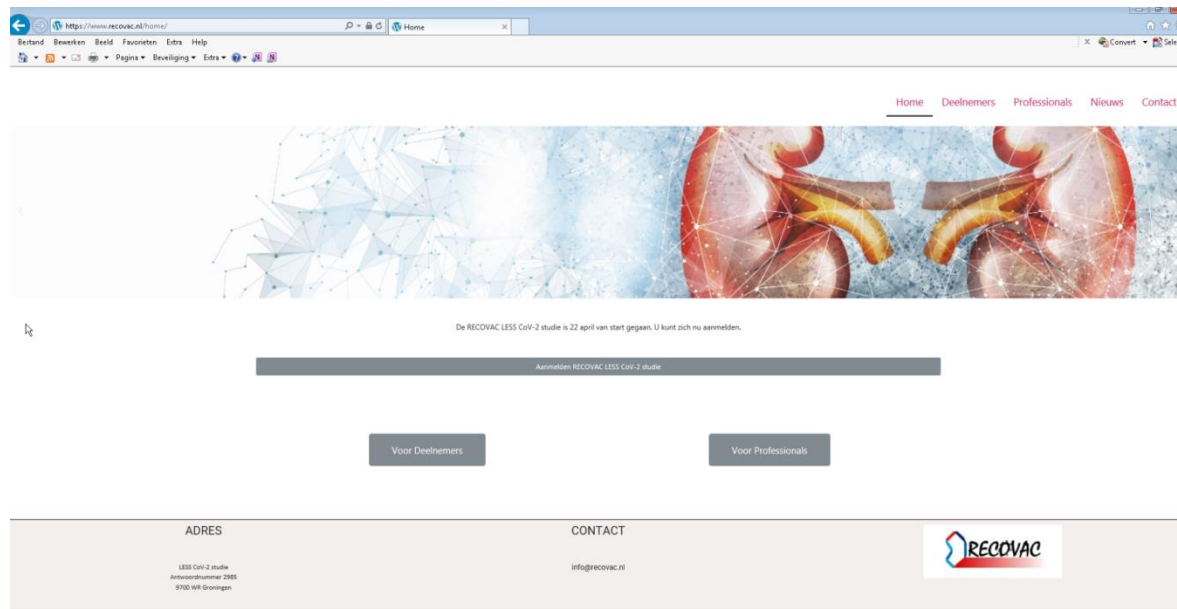 https://www.recovac.nl/home/
Home
Bestand Bewerken Beeld Favorieten Extra Help
Convert
Pagina Beveiliging Extra
Home Deelnemers Professionals Nieuws Contact
De RECOVAC LESS CoV-2 studie is 22 april van start gegaan. U kunt zich nu aanmelden.
Aanmelden RECOVAC LESS CoV-2 studie
Voor Deelnemers Voor Professionals
ADRES CONTACT
RECOVAC
LESS CoV-2 studie info@recovac.nl
Antwoordnummer 2985
9700 WR Groningen